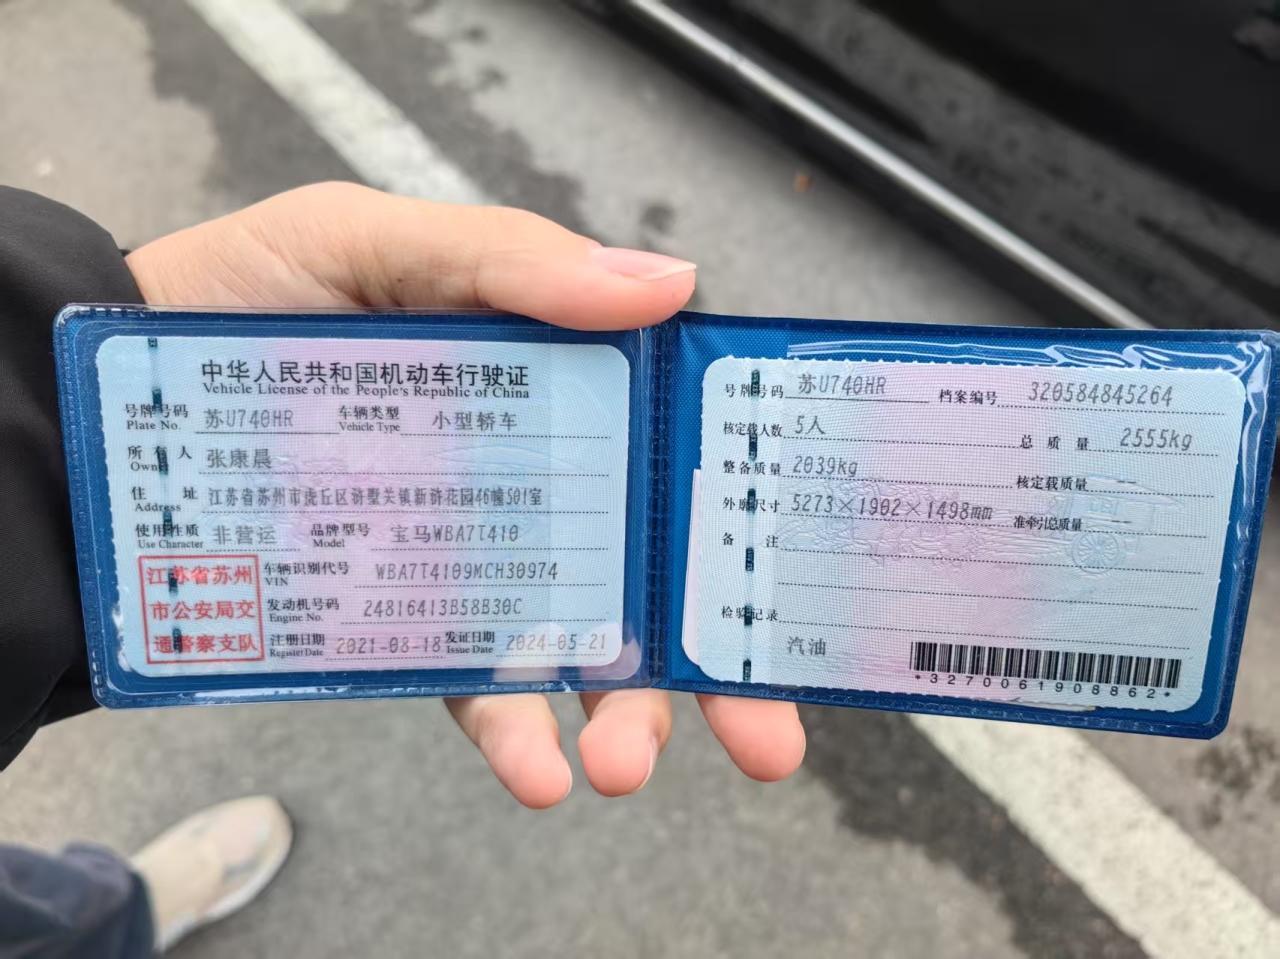 中华人民共和国机动车行驶证
Vehicle License of the People's Republic of China
号牌号码 苏U740HR 车辆类型 小型轿车
Plate No. Vehicle Type
所有人 张康晨
Owner
住址 江苏省苏州市虎丘区浒墅关镇新浒花园46幢501室
Address
使用性质 非营运 品牌型号 宝马WBA7T410
Use Character Model
江苏省苏州
市公安局交
通警察支队
车辆识别代号 WBA7T4109MCH30974
VIN
发动机号码 24816413B58B30C
Engine No.
注册日期 2021-08-18 发证日期 2024-05-21
Register Date Issue Date
号牌号码 苏U740HR 档案编号 320584845264
核定载人数 5人 总质量 2555kg
整备质量 2039kg 核定载质量 --
外廓尺寸 5273×1902×1498mm 准牵引总质量 --
备注
检验记录
汽油
*3270061908862*